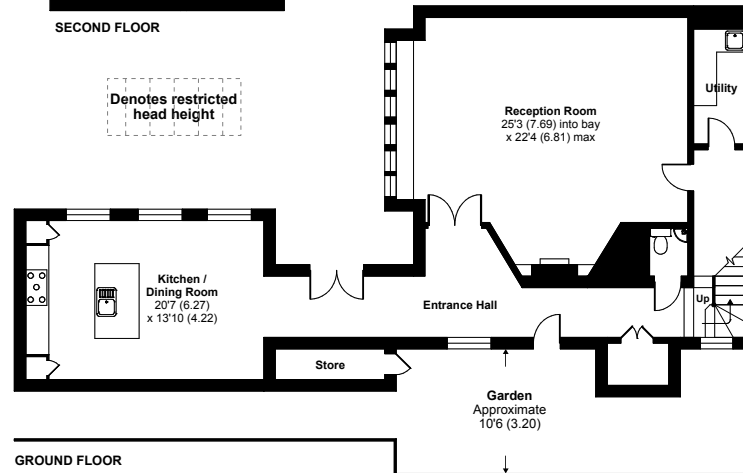 SECOND FLOOR
Denotes restricted
head height
Reception Room
25'3 (7.69) into bay
x 22'4 (6.81) max
Utility
Kitchen /
Dining Room
20'7 (6.27)
x 13'10 (4.22)
Entrance Hall
Up
Store
Garden
Approximate
10'6 (3.20)
GROUND FLOOR